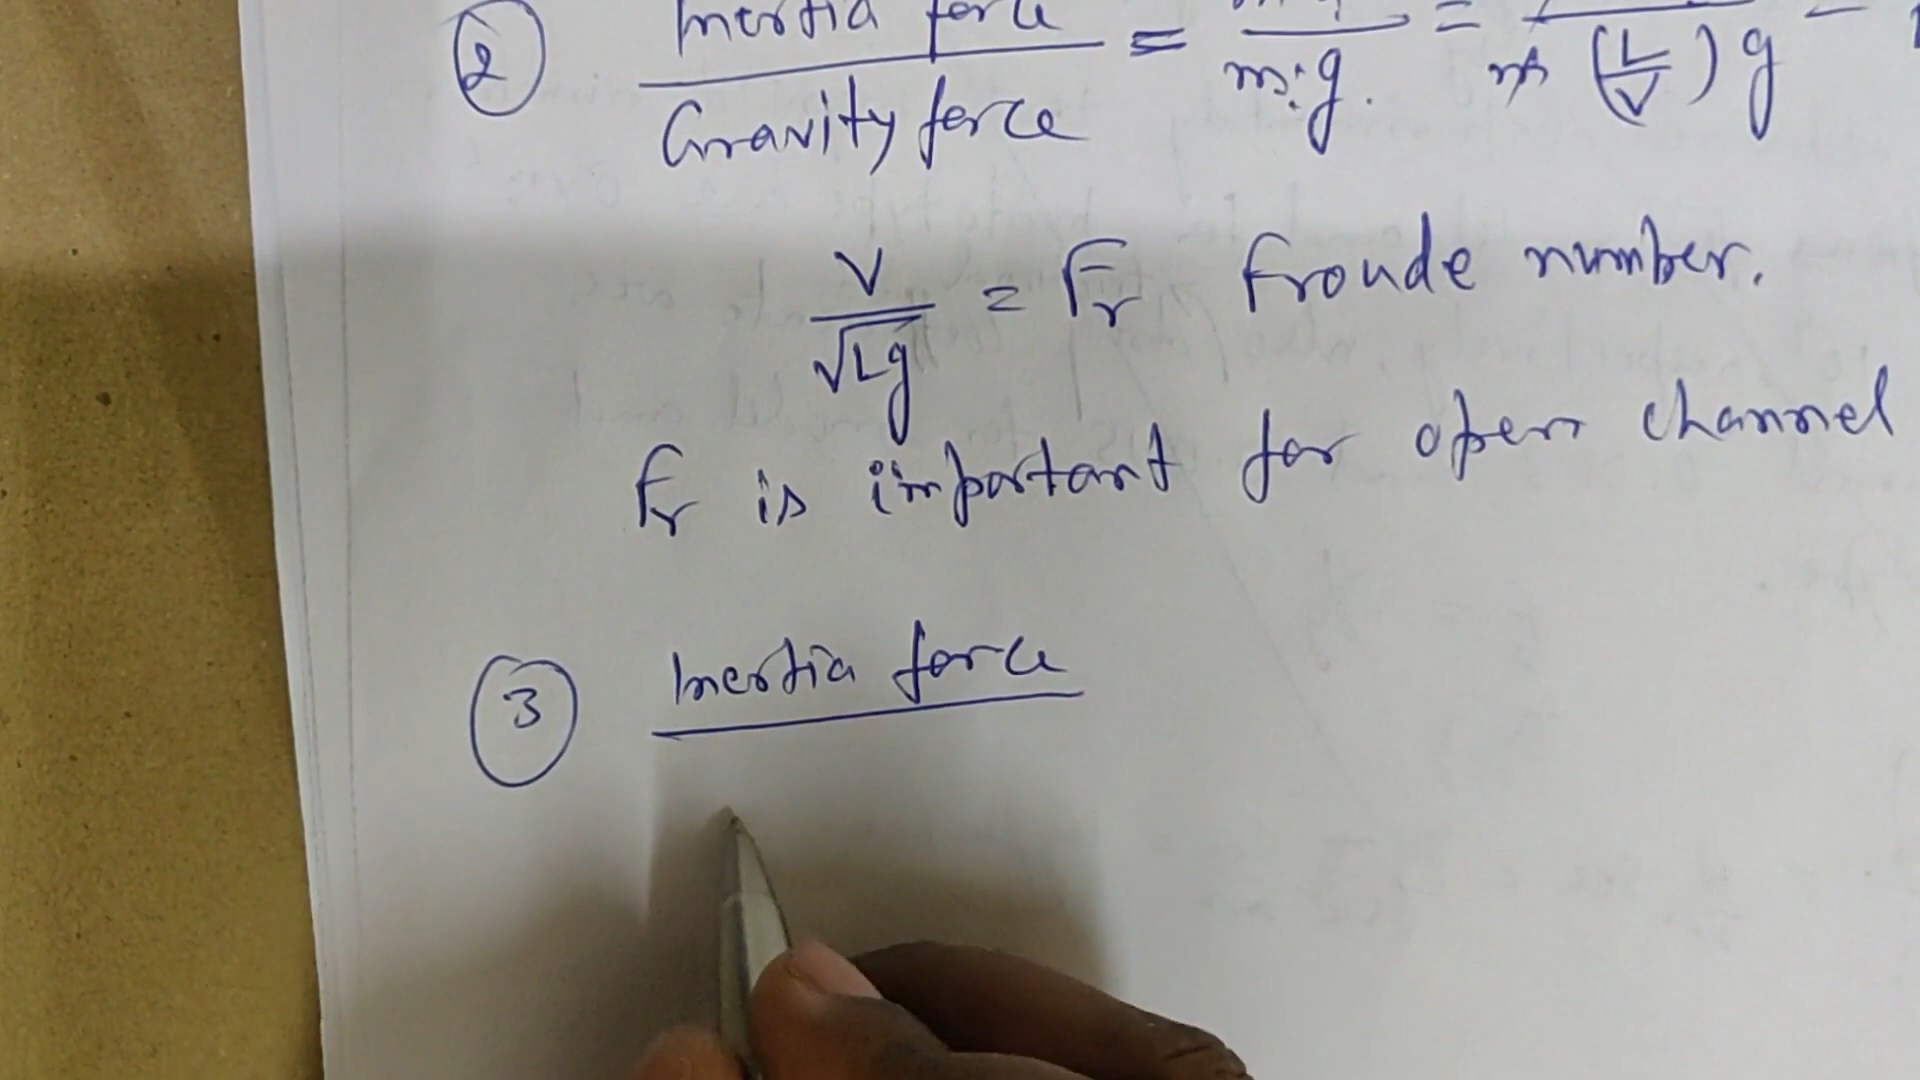 2 Inertia force / Gravity force = / m·g. = / (L/V) g =
V / √Lg = Fr Froude number.
Fr is important for open channel
3 Inertia force